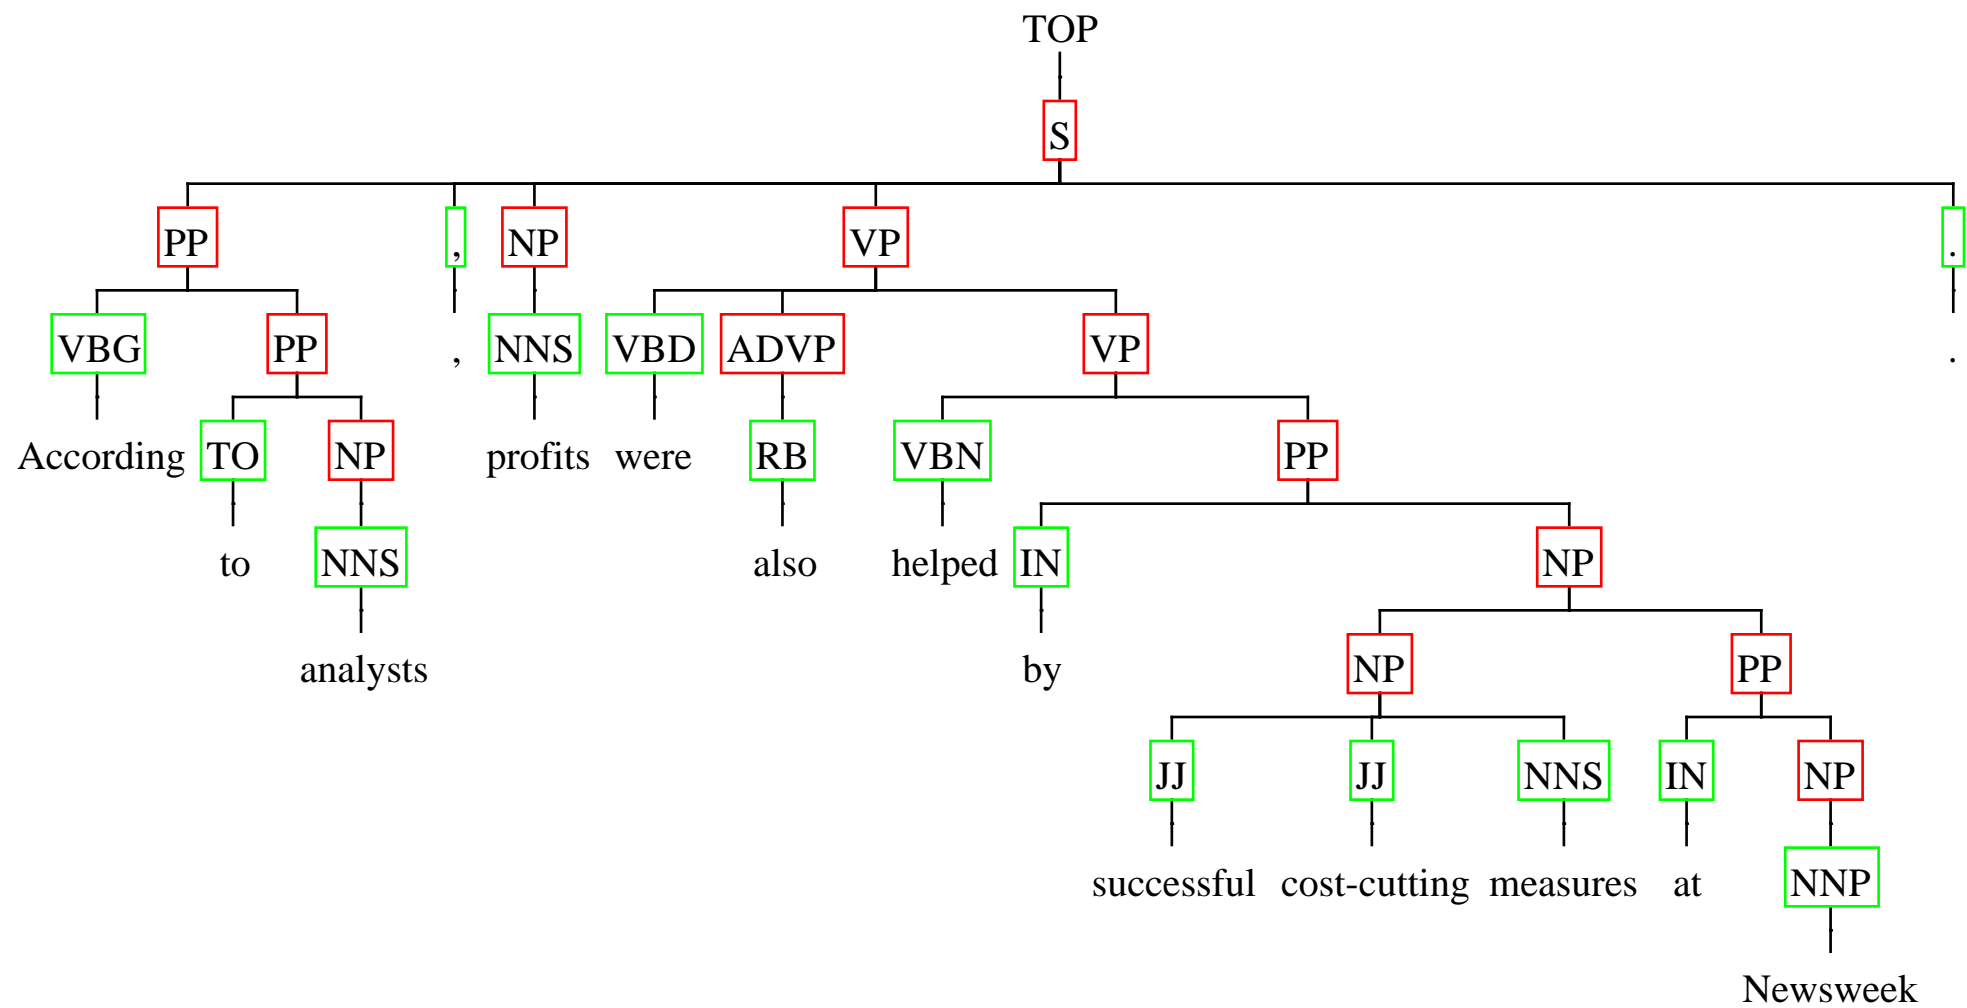 TOP
S
PP , NP VP .
VBG PP , NNS VBD ADVP VP .
According TO NP profits were RB VBN PP
to NNS also helped IN NP
analysts by NP PP
JJ JJ NNS IN NP
successful cost-cutting measures at NNP
Newsweek